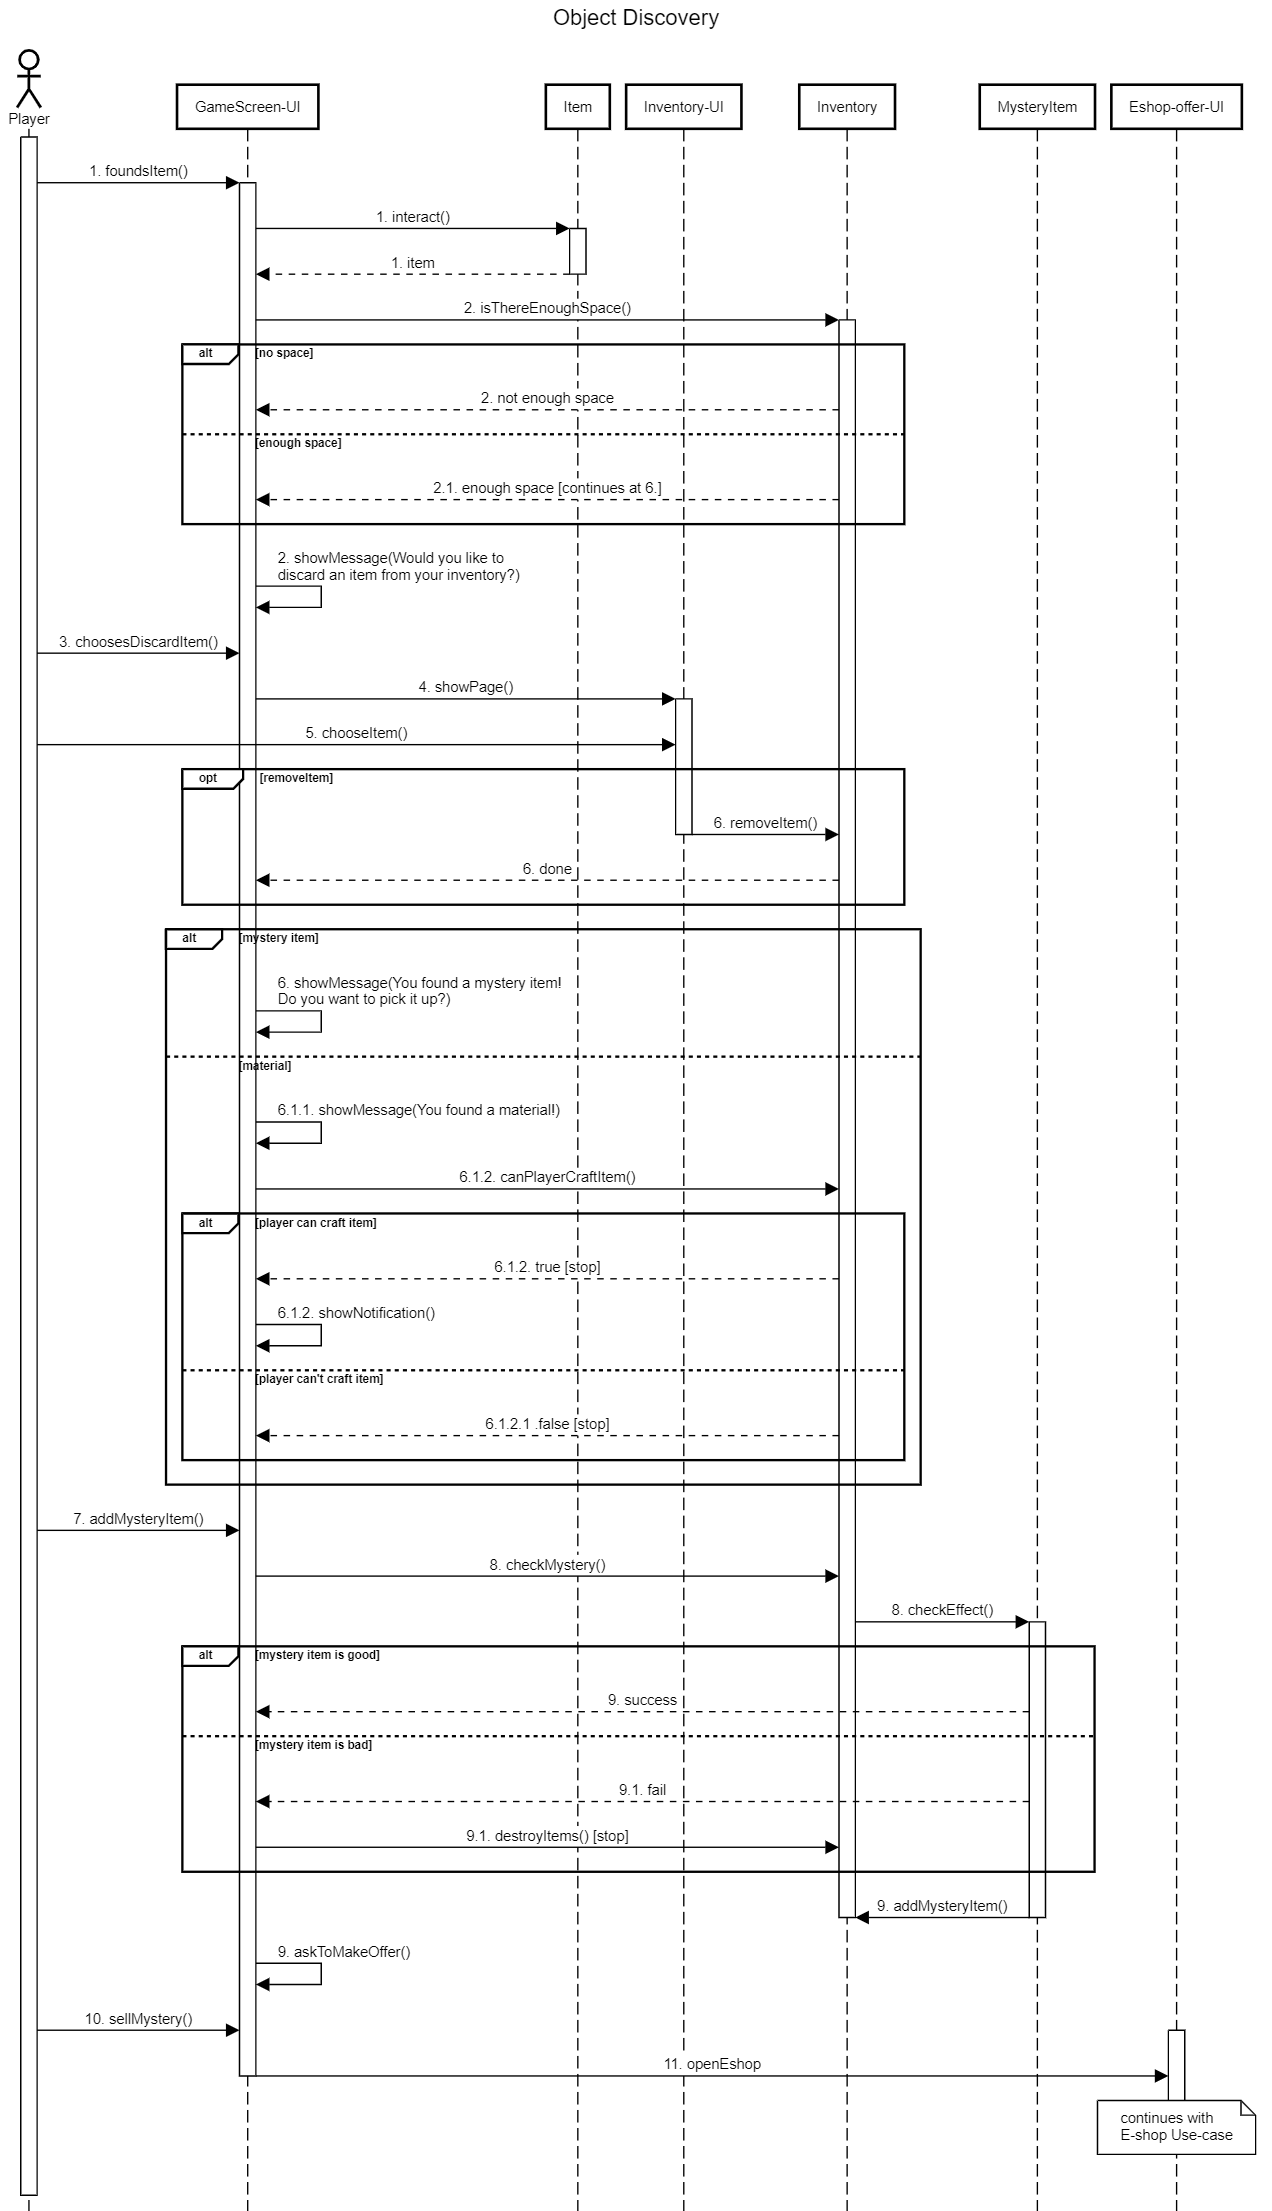 Object Discovery
Player
GameScreen-UI
Item
Inventory-UI
Inventory
MysteryItem
Eshop-offer-UI
1. foundsItem()
1. interact()
1. item
2. isThereEnoughSpace()
alt
[no space]
2. not enough space
[enough space]
2.1. enough space [continues at 6.]
2. showMessage(Would you like to
discard an item from your inventory?)
3. choosesDiscardItem()
4. showPage()
5. chooseItem()
opt
[removeItem]
6. removeItem()
6. done
alt
[mystery item]
6. showMessage(You found a mystery item!
Do you want to pick it up?)
[material]
6.1.1. showMessage(You found a material!)
6.1.2. canPlayerCraftItem()
alt
[player can craft item]
6.1.2. true [stop]
6.1.2. showNotification()
[player can't craft item]
6.1.2.1 .false [stop]
7. addMysteryItem()
8. checkMystery()
8. checkEffect()
alt
[mystery item is good]
9. success
[mystery item is bad]
9.1. fail
9.1. destroyItems() [stop]
9. addMysteryItem()
9. askToMakeOffer()
10. sellMystery()
11. openEshop
continues with
E-shop Use-case